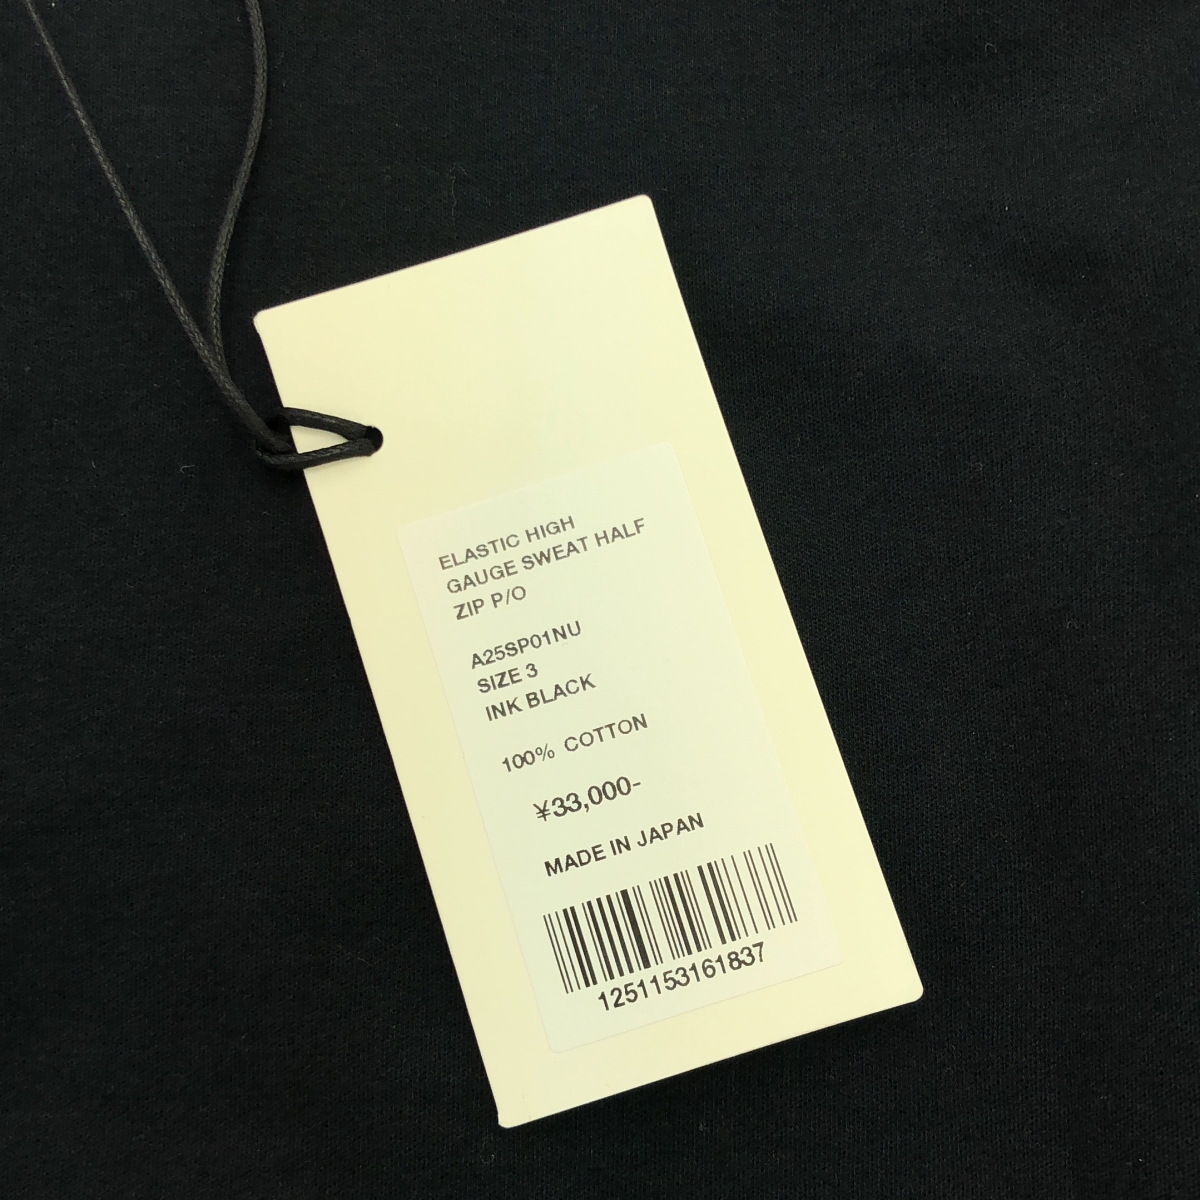 ELASTIC HIGH
GAUGE SWEAT HALF
ZIP P/O
A25SP01NU
SIZE 3
INK BLACK
100% COTTON
¥33,000-
MADE IN JAPAN
1251153161837